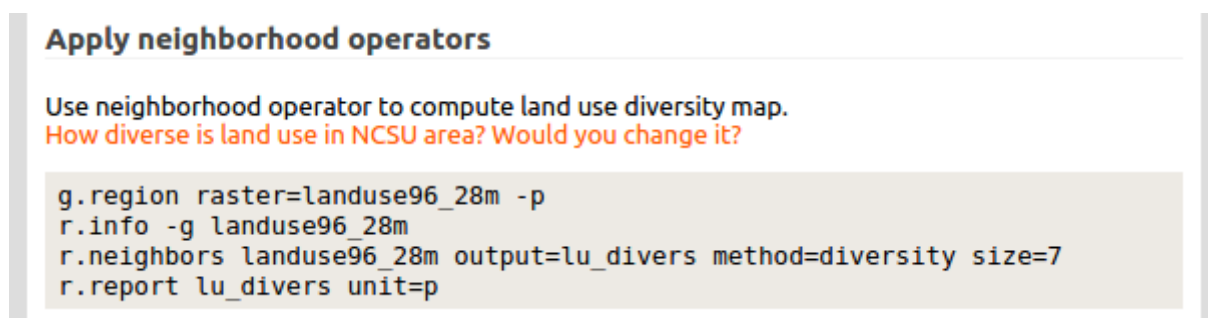 Apply neighborhood operators
Use neighborhood operator to compute land use diversity map.
How diverse is land use in NCSU area? Would you change it?
g.region raster=landuse96_28m -p
r.info -g landuse96_28m
r.neighbors landuse96_28m output=lu_divers method=diversity size=7
r.report lu_divers unit=p